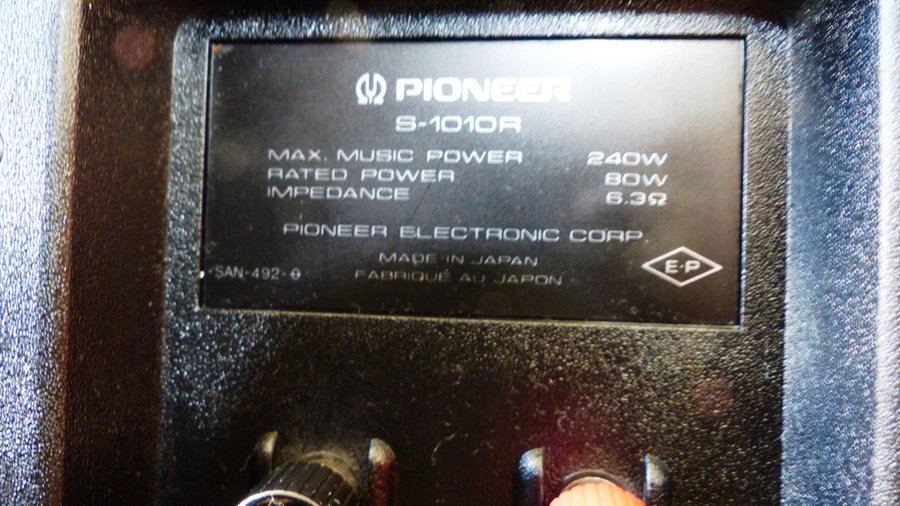 PIONEER
S-1010R
MAX. MUSIC POWER 240W
RATED POWER 80W
IMPEDANCE 6.3Ω
PIONEER ELECTRONIC CORP.
MADE IN JAPAN
FABRIQUÉ AU JAPON
SAN-492-0
E-P